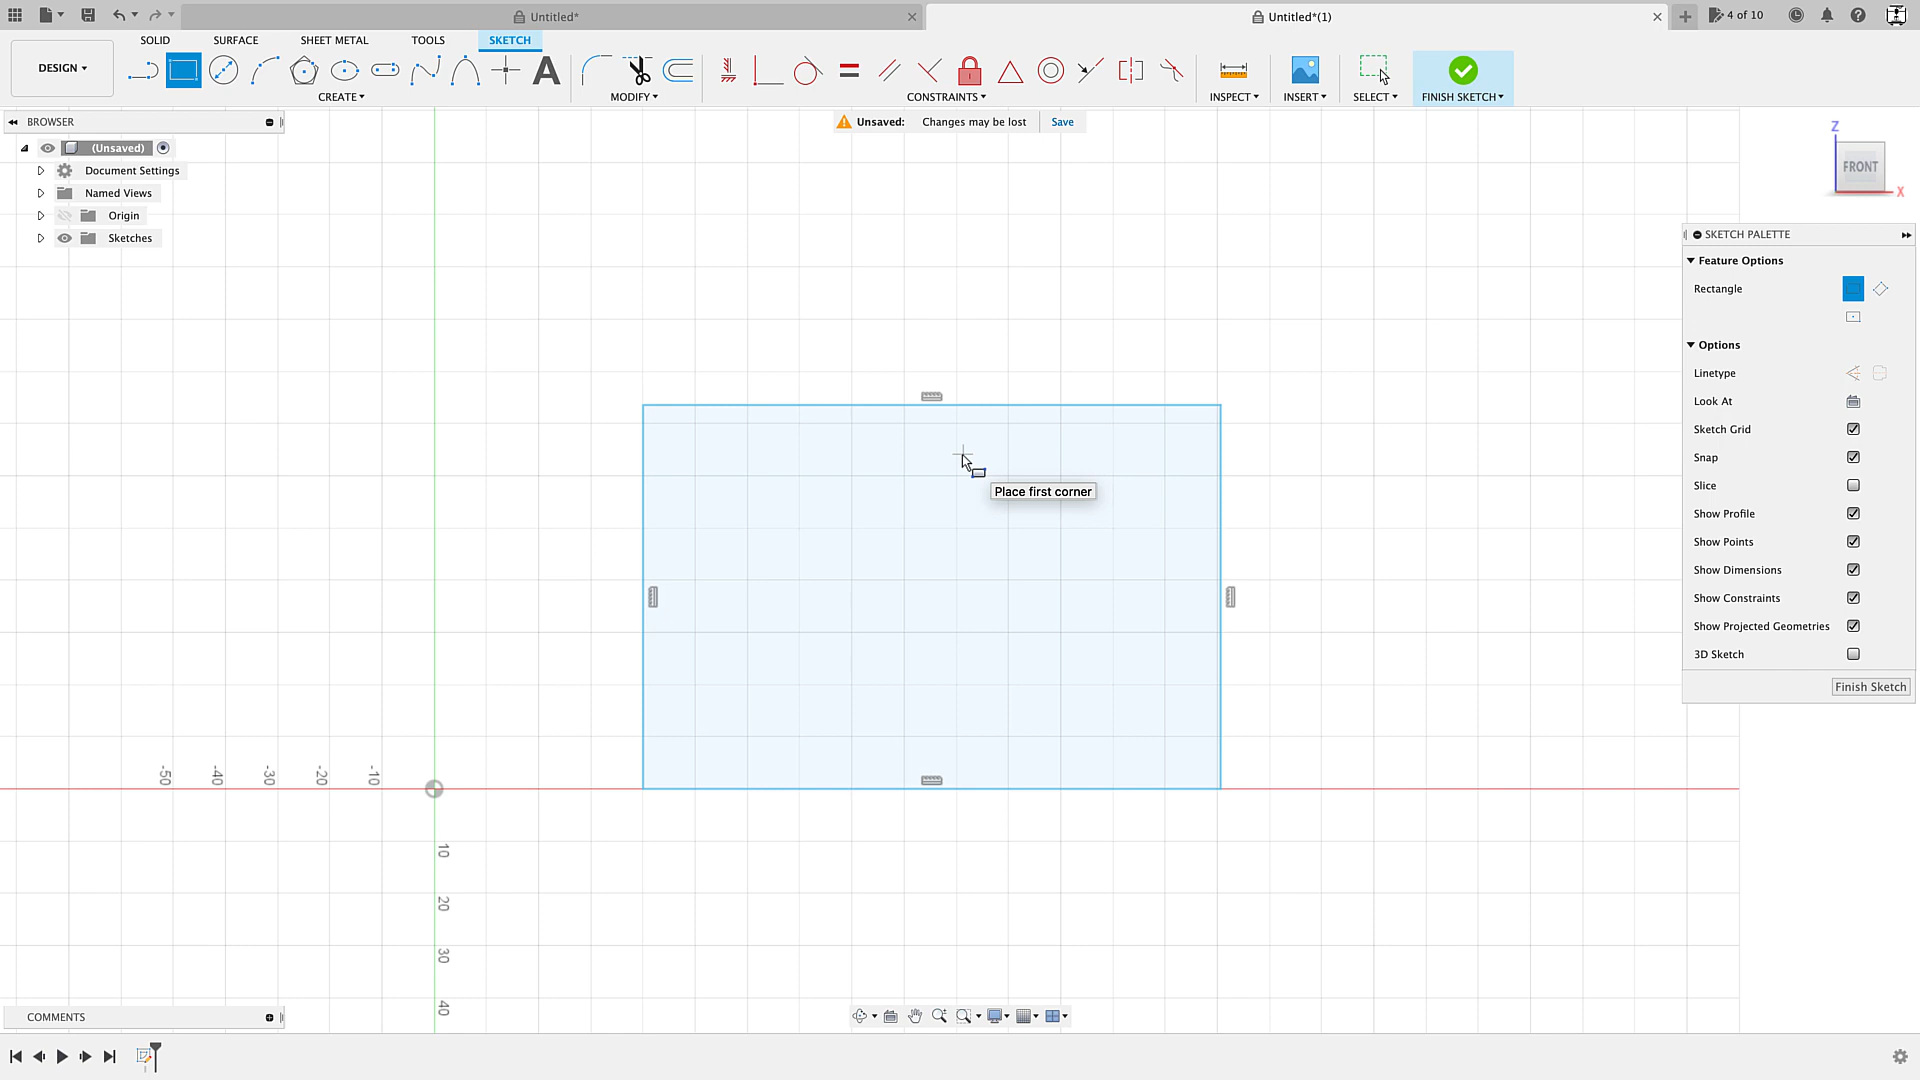 Untitled*
Untitled*(1)
4 of 10
SOLID
SURFACE
SHEET METAL
TOOLS
SKETCH
DESIGN
CREATE
MODIFY
CONSTRAINTS
INSPECT
INSERT
SELECT
FINISH SKETCH
BROWSER
Unsaved: Changes may be lost Save
(Unsaved)
Document Settings
Named Views
Origin
Sketches
Z
FRONT
X
SKETCH PALETTE
Feature Options
Rectangle
Options
Linetype
Look At
Sketch Grid
Snap
Slice
Show Profile
Show Points
Show Dimensions
Show Constraints
Show Projected Geometries
3D Sketch
Finish Sketch
Place first corner
-50
-40
-30
-20
-10
10
20
30
40
COMMENTS